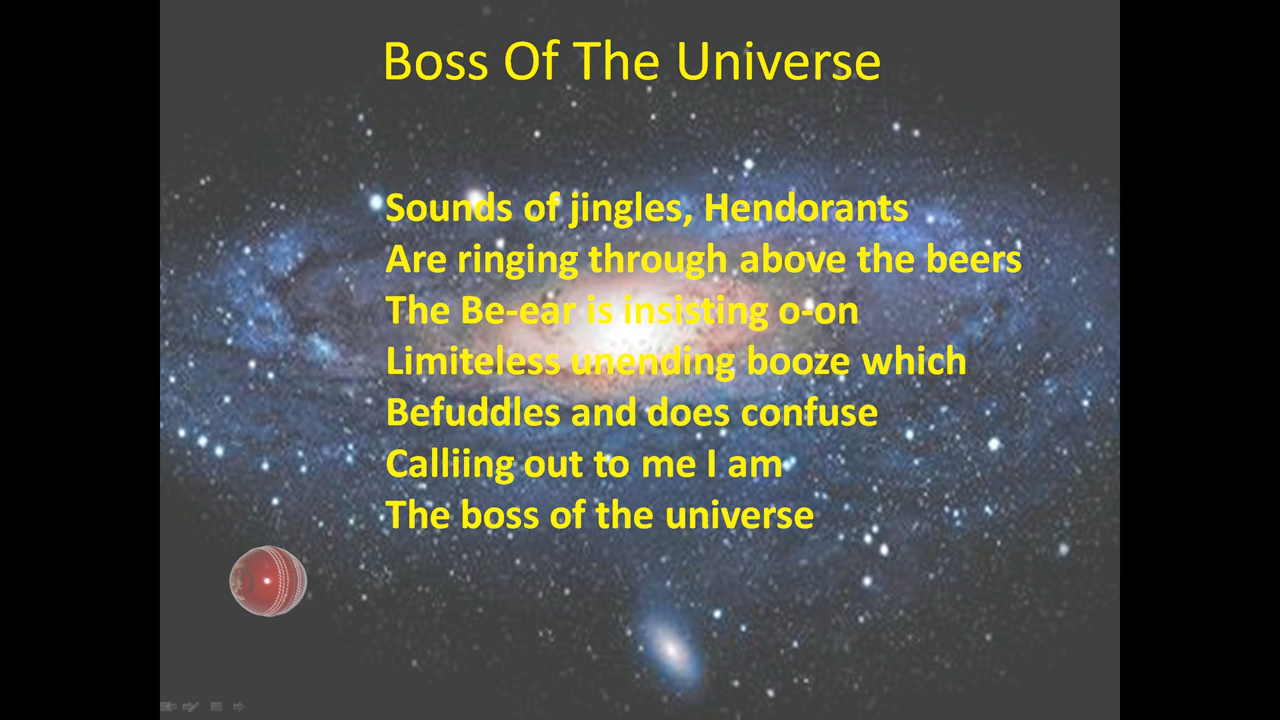 Boss Of The Universe
Sounds of jingles, Hendorants
Are ringing through above the beers
The Be-ear is insisting o-on
Limiteless unending booze which
Befuddles and does confuse
Calliing out to me I am
The boss of the universe